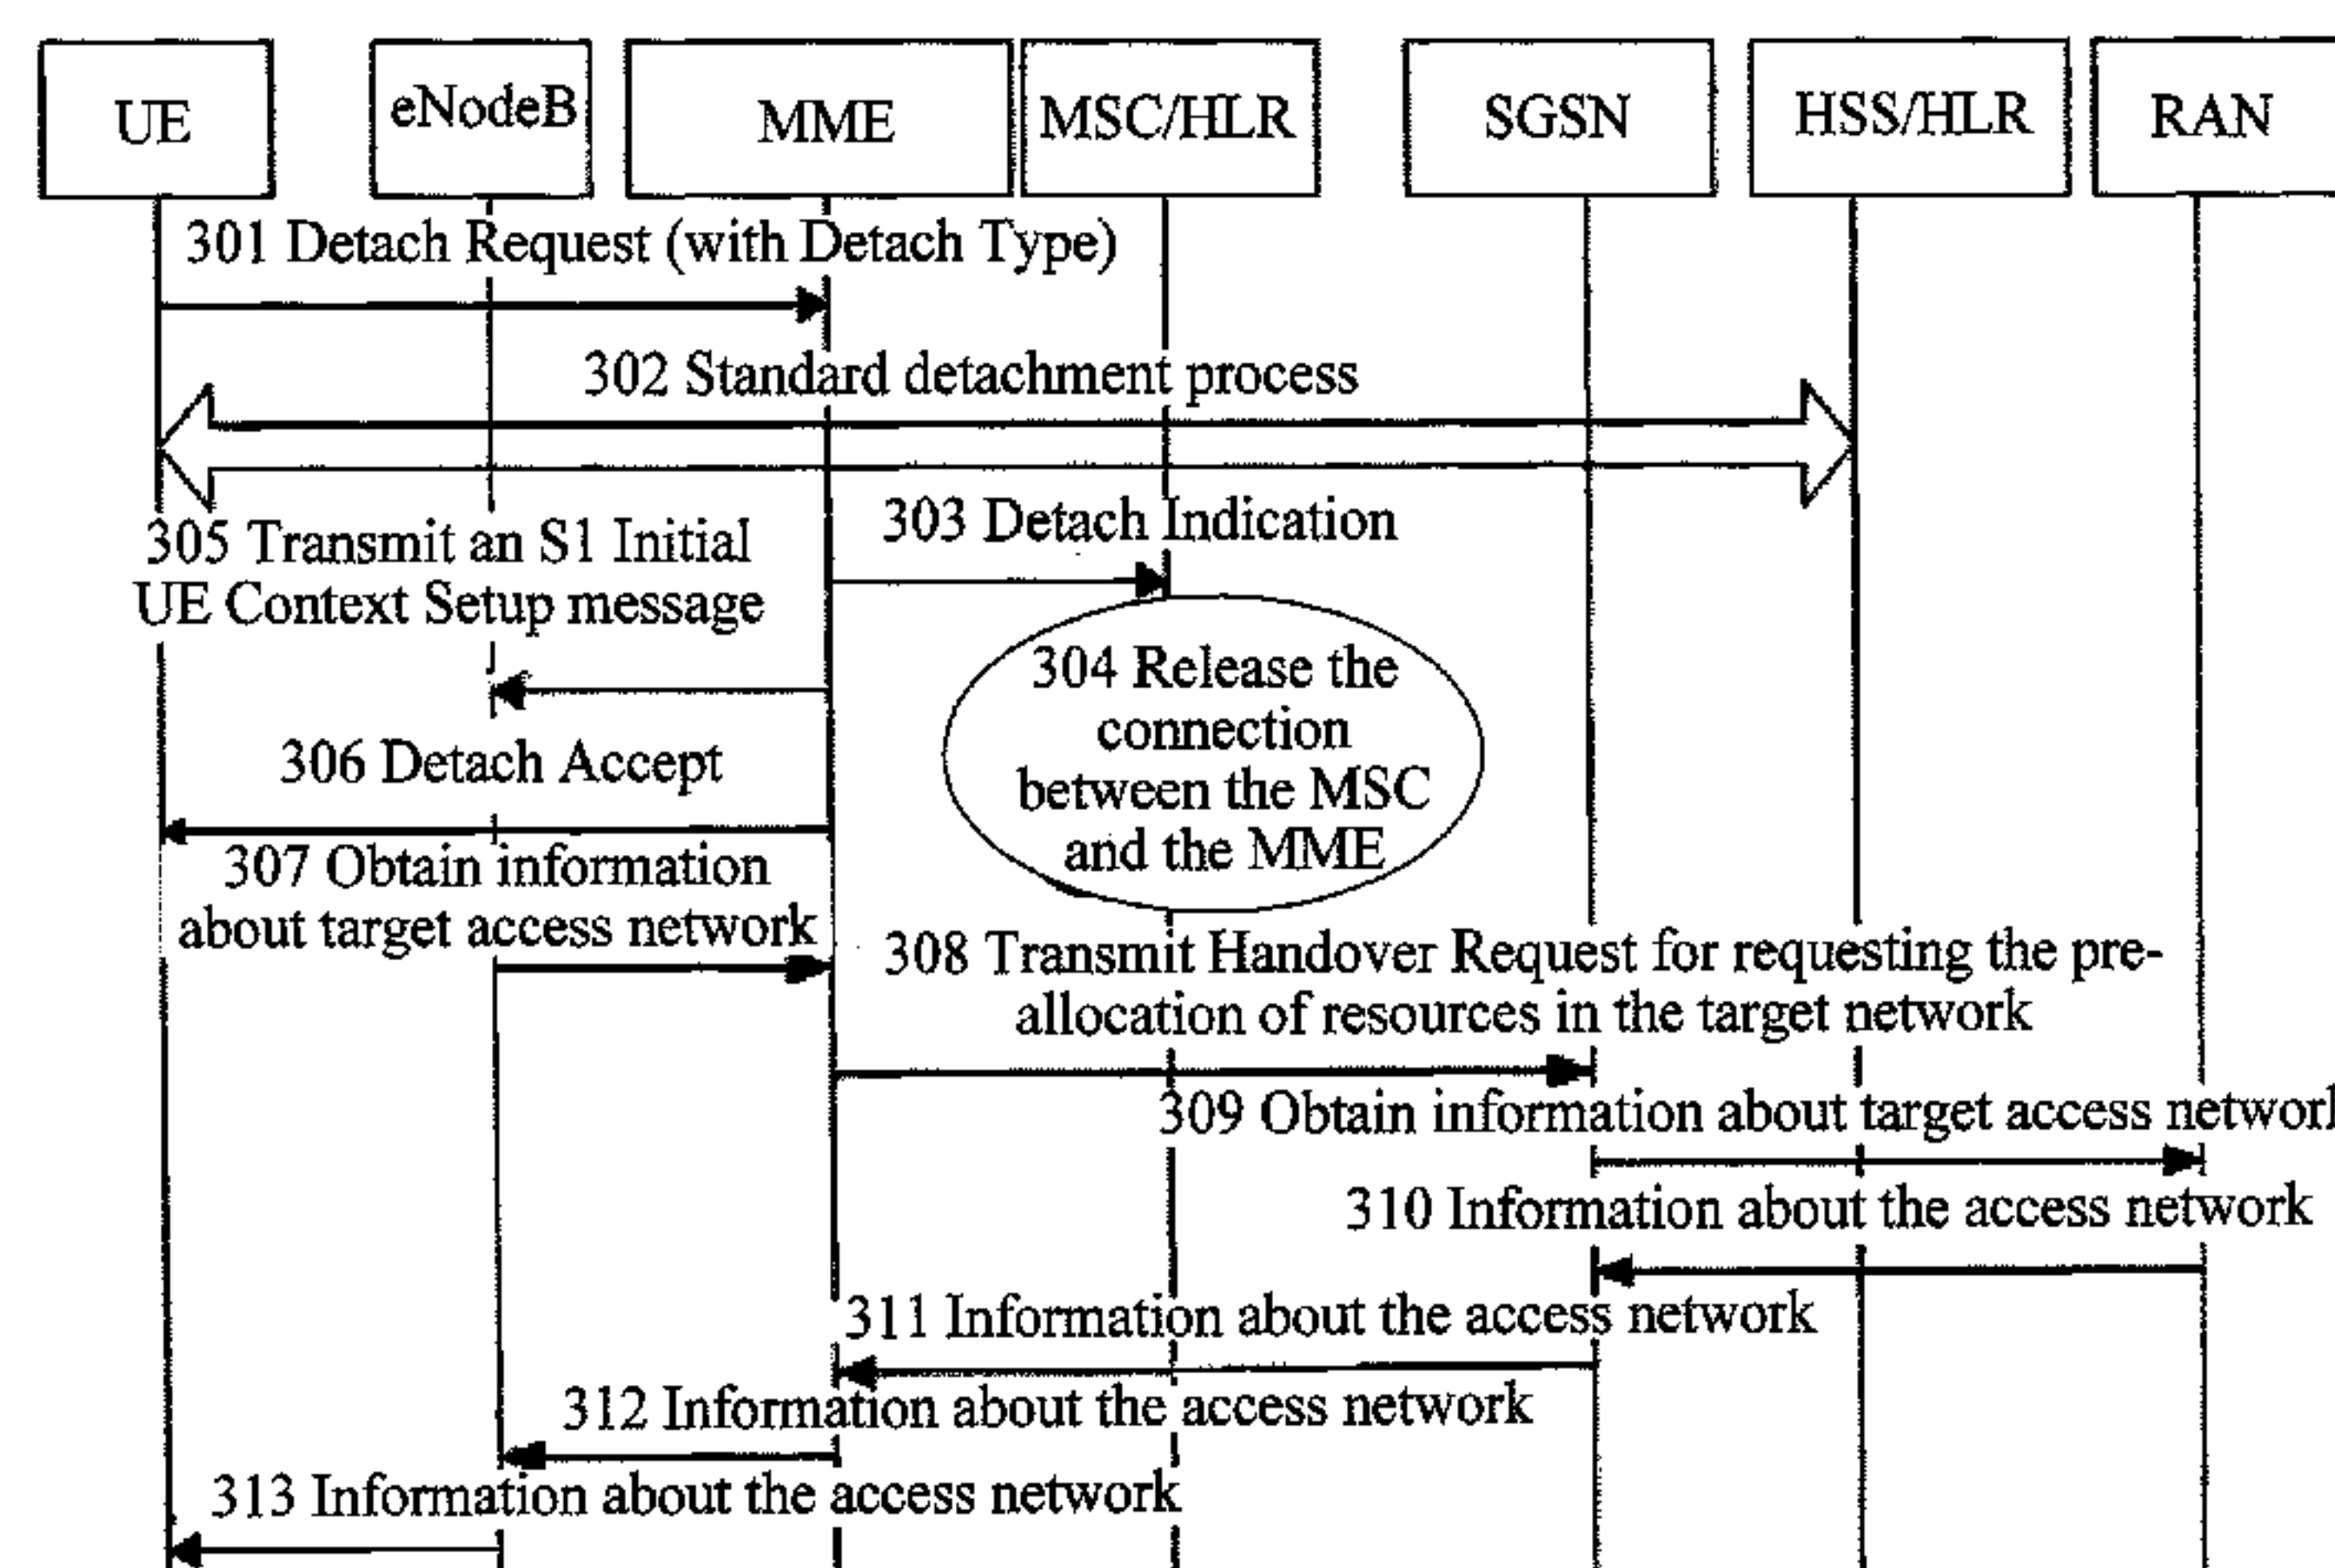 UE
eNodeB
MME
MSC/HLR
SGSN
HSS/HLR
RAN
301 Detach Request (with Detach Type)
302 Standard detachment process
303 Detach Indication
305 Transmit an S1 Initial
UE Context Setup message
304 Release the
connection
between the MSC
and the MME
306 Detach Accept
307 Obtain information
about target access network
308 Transmit Handover Request for requesting the pre-
allocation of resources in the target network
309 Obtain information about target access network
310 Information about the access network
311 Information about the access network
312 Information about the access network
313 Information about the access network